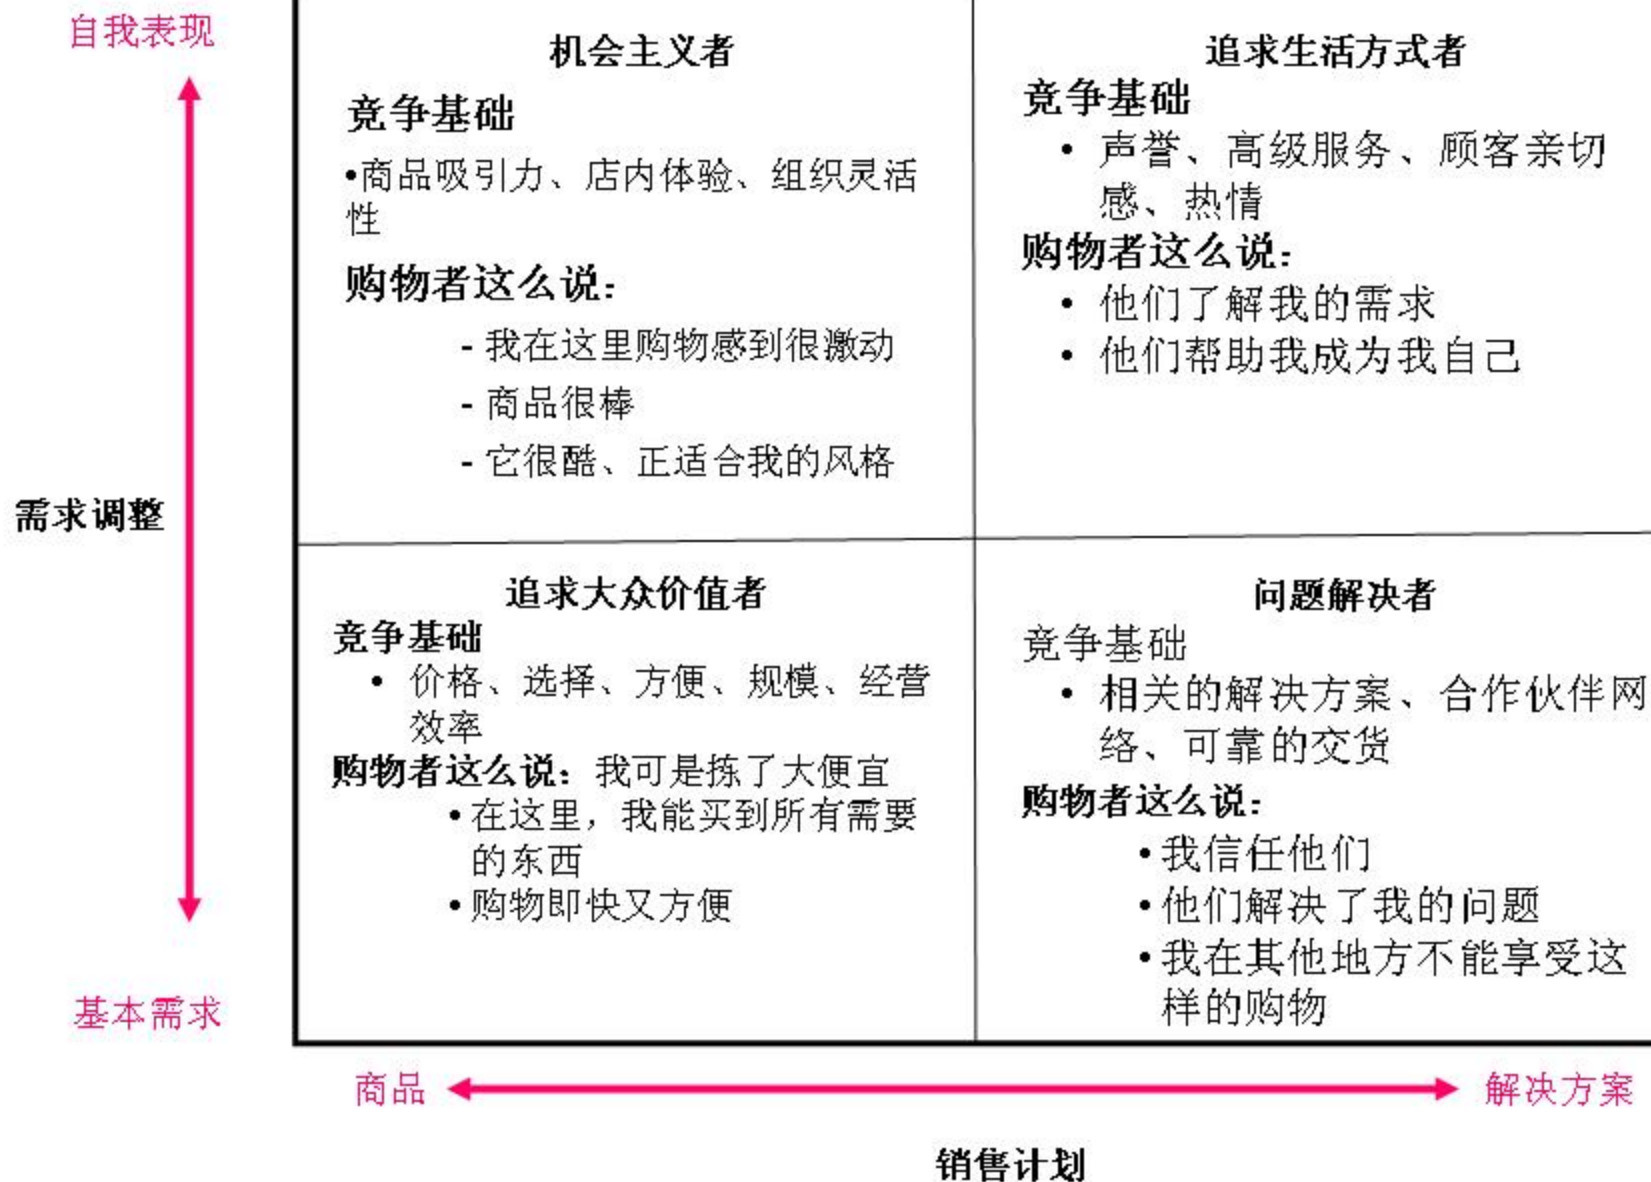 自我表现
机会主义者
竞争基础
•商品吸引力、店内体验、组织灵活
性
购物者这么说：
- 我在这里购物感到很激动
- 商品很棒
- 它很酷、正适合我的风格
追求生活方式者
竞争基础
• 声誉、高级服务、顾客亲切
感、热情
购物者这么说：
• 他们了解我的需求
• 他们帮助我成为我自己
需求调整
追求大众价值者
竞争基础
• 价格、选择、方便、规模、经营
效率
购物者这么说：我可是拣了大便宜
•在这里，我能买到所有需要
的东西
•购物即快又方便
问题解决者
竞争基础
• 相关的解决方案、合作伙伴网
络、可靠的交货
购物者这么说：
•我信任他们
•他们解决了我的问题
•我在其他地方不能享受这
样的购物
基本需求
商品
解决方案
销售计划